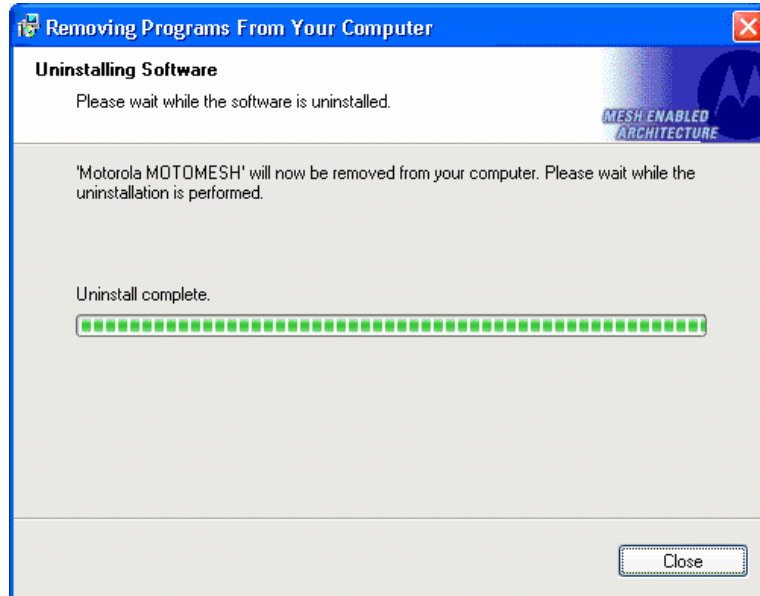 Removing Programs From Your Computer
Uninstalling Software
Please wait while the software is uninstalled.
MESH ENABLED
ARCHITECTURE
'Motorola MOTOMESH' will now be removed from your computer. Please wait while the
uninstallation is performed.
Uninstall complete.
Close